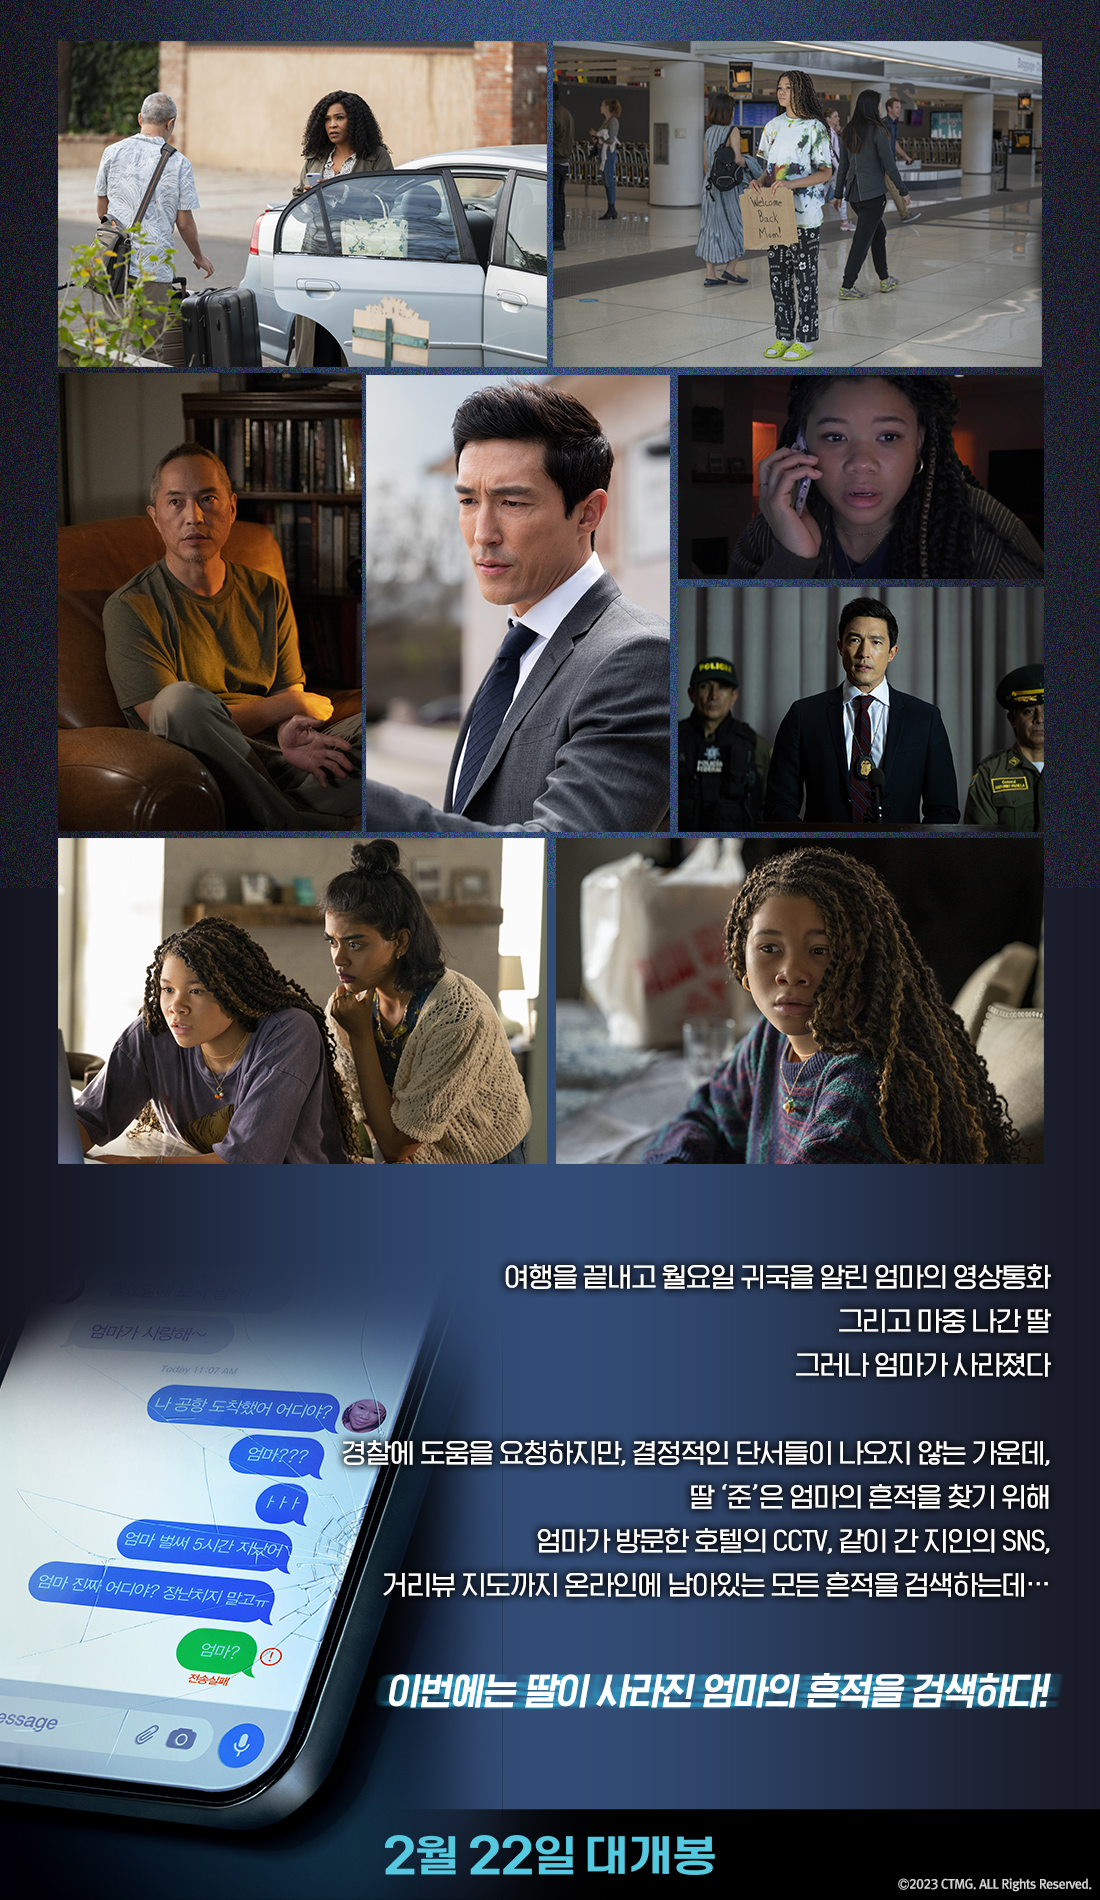 Baggage
Welcome
Back
Mom!
POLICIA
POLICIA
FEDERAL
여행을 끝내고 월요일 귀국을 알린 엄마의 영상통화
그리고 마중 나간 딸
그러나 엄마가 사라졌다
경찰에 도움을 요청하지만, 결정적인 단서들이 나오지 않는 가운데,
딸 ‘준’은 엄마의 흔적을 찾기 위해
엄마가 방문한 호텔의 CCTV, 같이 간 지인의 SNS,
거리뷰 지도까지 온라인에 남아있는 모든 흔적을 검색하는데…
이번에는 딸이 사라진 엄마의 흔적을 검색하다!
엄마가 사랑해~
Today 11:07 AM
나 공항 도착했어 어디야?
엄마???
ㅏㅏㅏ
엄마 벌써 5시간 지났어
엄마 진짜 어디야? 장난치지 말고ㅠ
엄마?
전송실패
essage
2월 22일 대개봉
©2023 CTMG. ALL Rights Reserved.